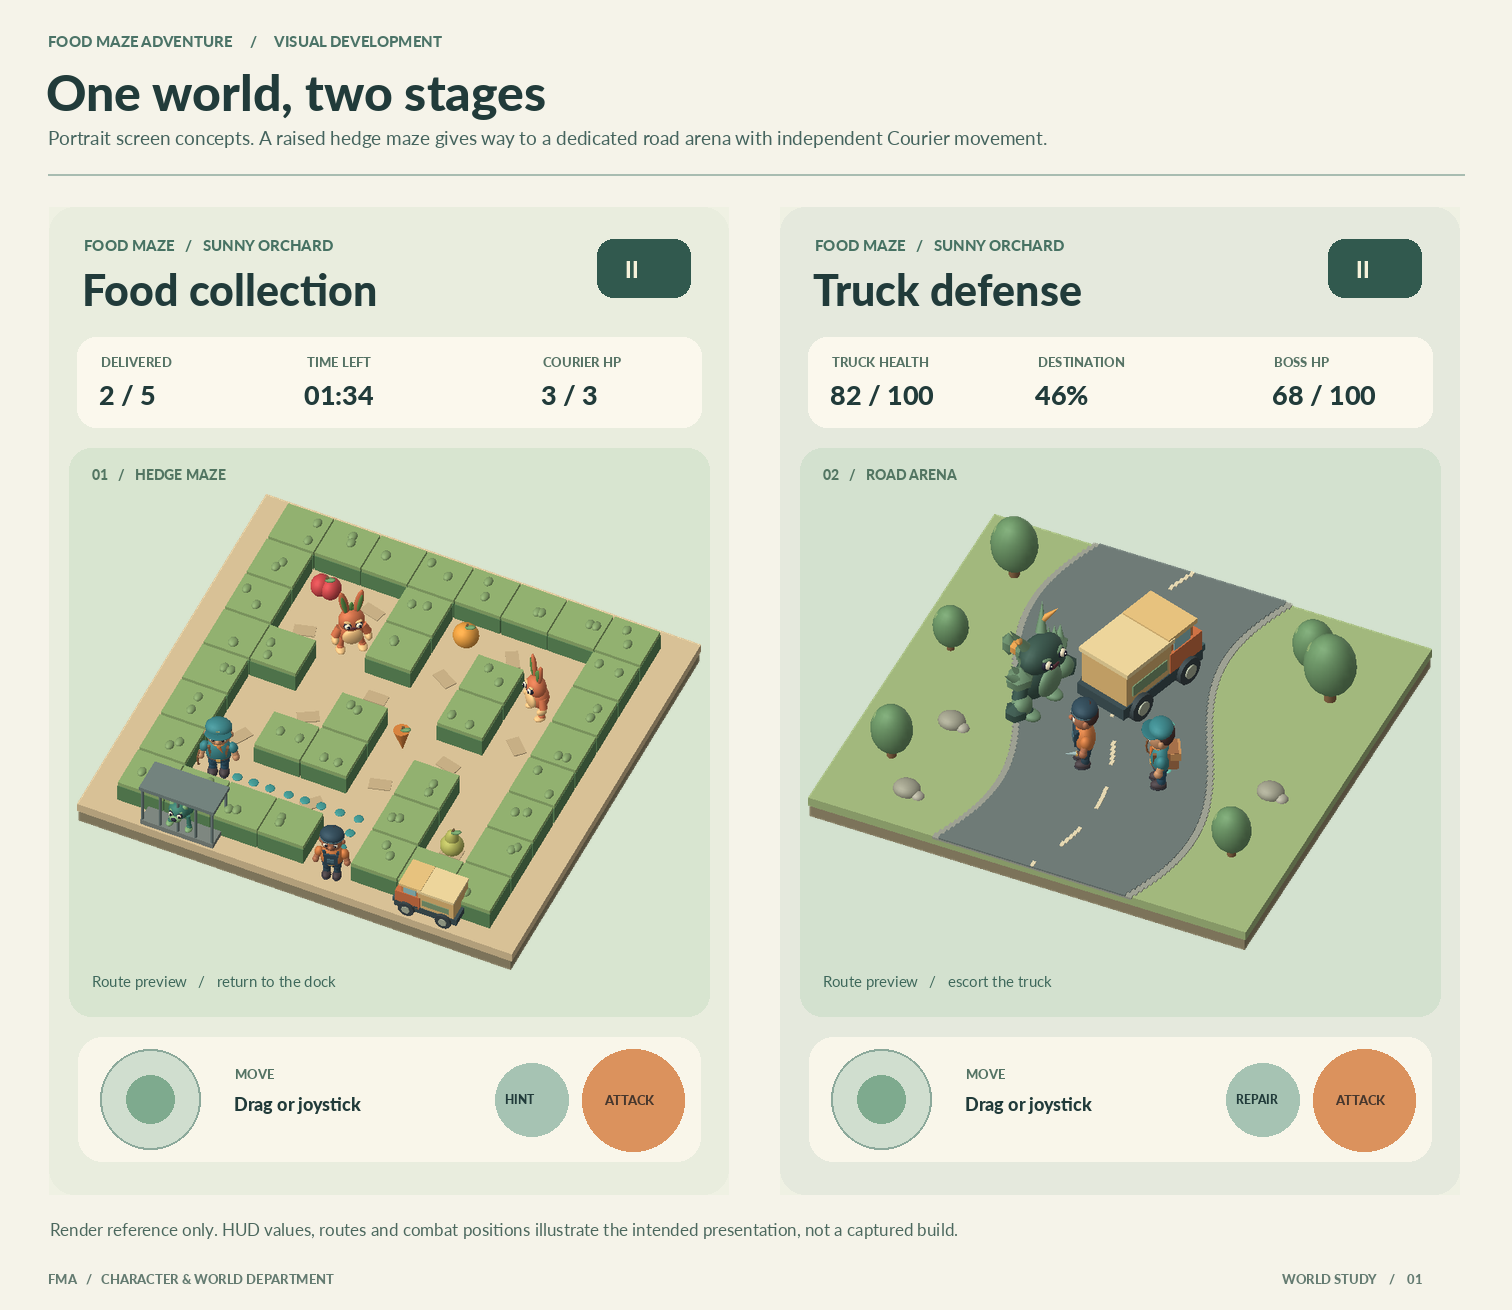 FOOD MAZE ADVENTURE / VISUAL DEVELOPMENT
One world, two stages
Portrait screen concepts. A raised hedge maze gives way to a dedicated road arena with independent Courier movement.
FOOD MAZE / SUNNY ORCHARD
Food collection
DELIVERED TIME LEFT COURIER HP
2 / 5 01:34 3 / 3
01 / HEDGE MAZE
Route preview / return to the dock
MOVE
Drag or joystick
HINT
ATTACK
FOOD MAZE / SUNNY ORCHARD
Truck defense
TRUCK HEALTH DESTINATION BOSS HP
82 / 100 46% 68 / 100
02 / ROAD ARENA
Route preview / escort the truck
MOVE
Drag or joystick
REPAIR
ATTACK
Render reference only. HUD values, routes and combat positions illustrate the intended presentation, not a captured build.
FMA / CHARACTER & WORLD DEPARTMENT
WORLD STUDY / 01